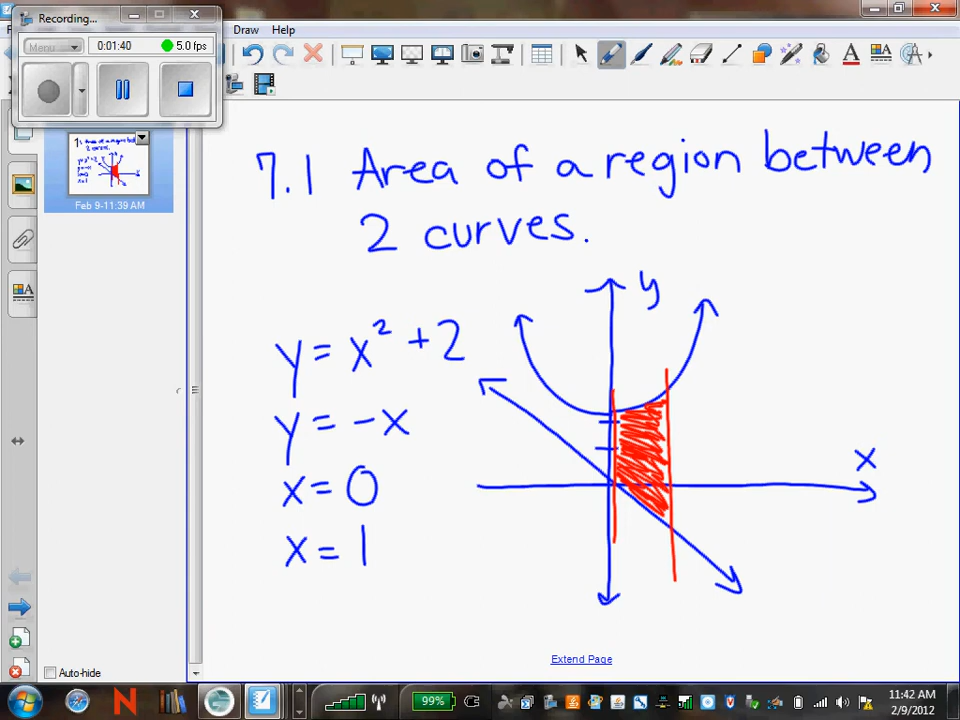 Recording...
Menu
0:01:40
5.0 fps
Draw Help
7.1 Area of a region between
2 curves.
Feb 9-11:39 AM
y
y = x² + 2
y = -x
x
x = 0
x = 1
Auto-hide
Extend Page
99%
11:42 AM
2/9/2012